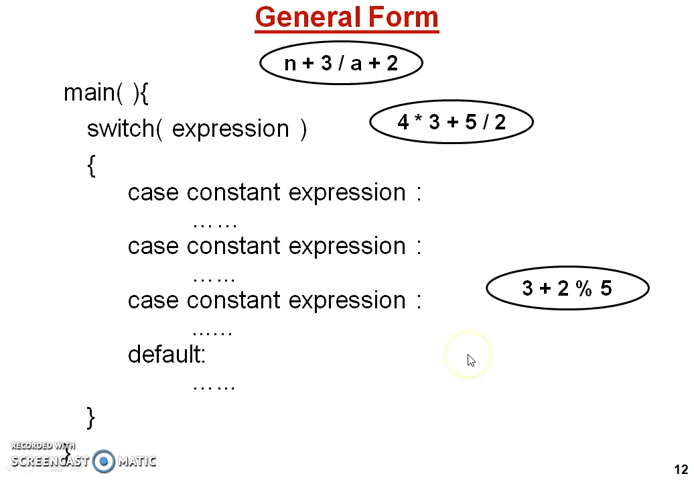 General Form
n + 3 / a + 2
main( ){
4 * 3 + 5 / 2
switch( expression )
{
case constant expression :
……
case constant expression :
……
3 + 2 % 5
case constant expression :
……
default:
……
}
}
RECORDED WITH
SCREENCAST MATIC
12